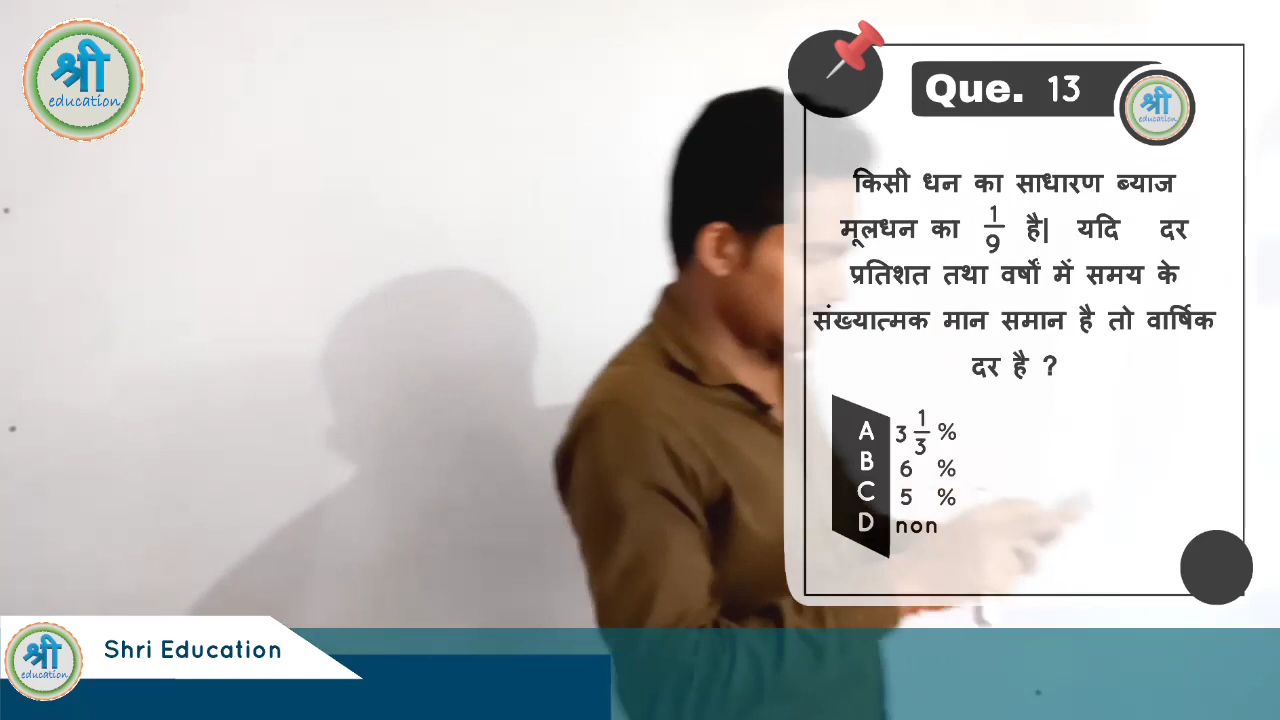 श्री
education
Que. 13
श्री
education
किसी धन का साधारण ब्याज
मूलधन का 1/9 है| यदि दर
प्रतिशत तथा वर्षों में समय के
संख्यात्मक मान समान है तो वार्षिक
दर है ?
A 3 1/3 %
B 6 %
C 5 %
D non
श्री
education
Shri Education